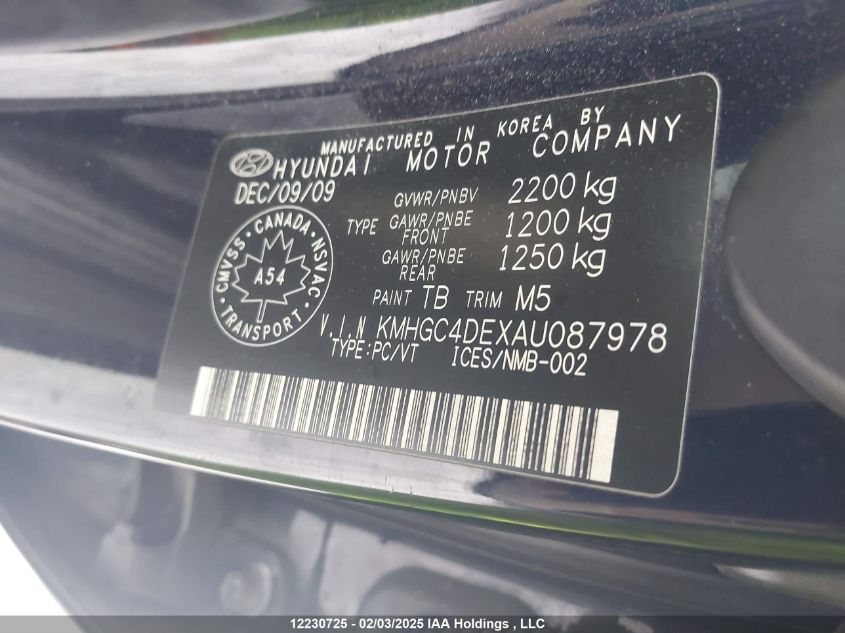 MANUFACTURED IN KOREA BY
HYUNDAI MOTOR COMPANY
DEC/09/09
GVWR/PNBV 2200 kg
TYPE GAWR/PNBE FRONT 1200 kg
GAWR/PNBE REAR 1250 kg
CMVSS · CANADA · NSVAC
A54
TRANSPORT
PAINT TB TRIM M5
V.I.N KMHGC4DEXAU087978
TYPE:PC/VT ICES/NMB-002
12230725 - 02/03/2025 IAA Holdings , LLC